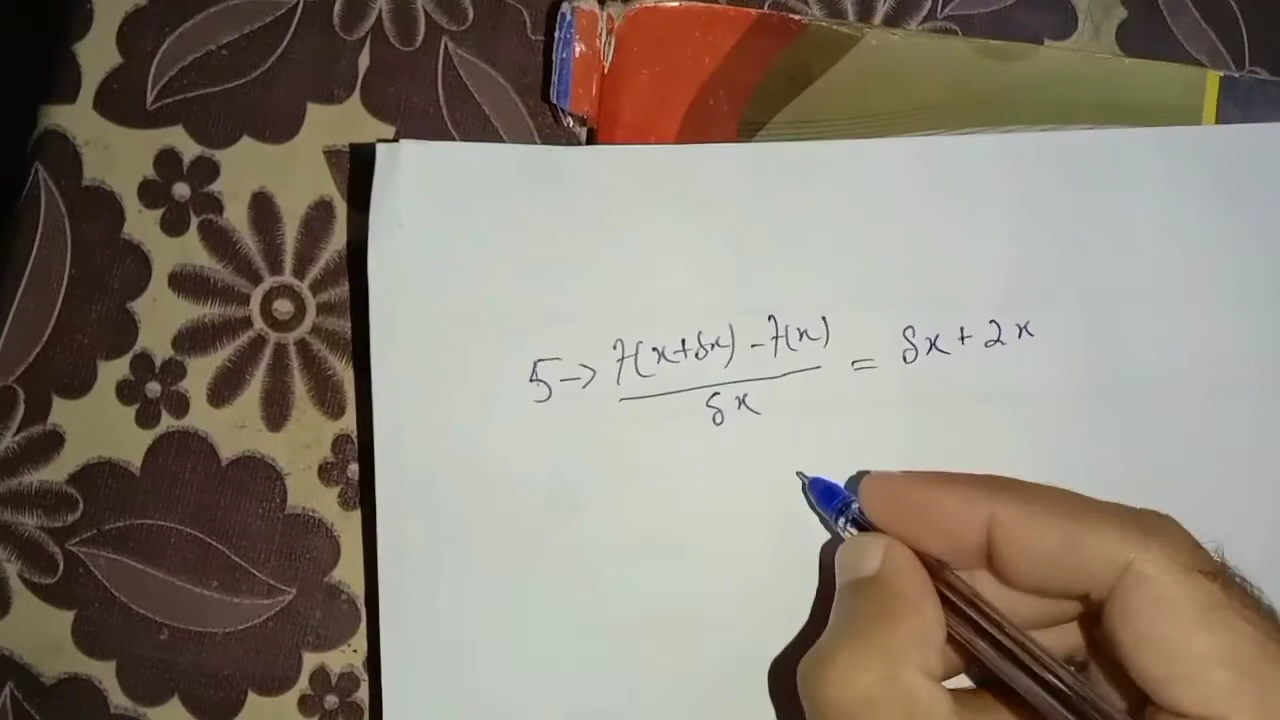 5→ f(x+δx) - f(x) / δx = δx + 2x